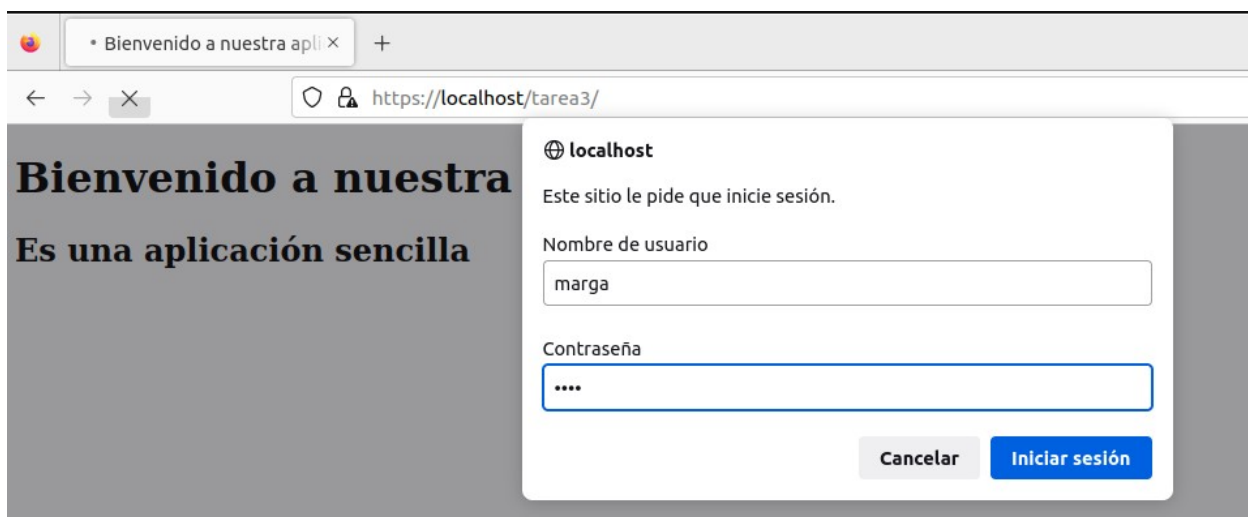 • Bienvenido a nuestra apli
https://localhost/tarea3/
Bienvenido a nuestra
Es una aplicación sencilla
localhost
Este sitio le pide que inicie sesión.
Nombre de usuario
marga
Contraseña
••••
Cancelar
Iniciar sesión